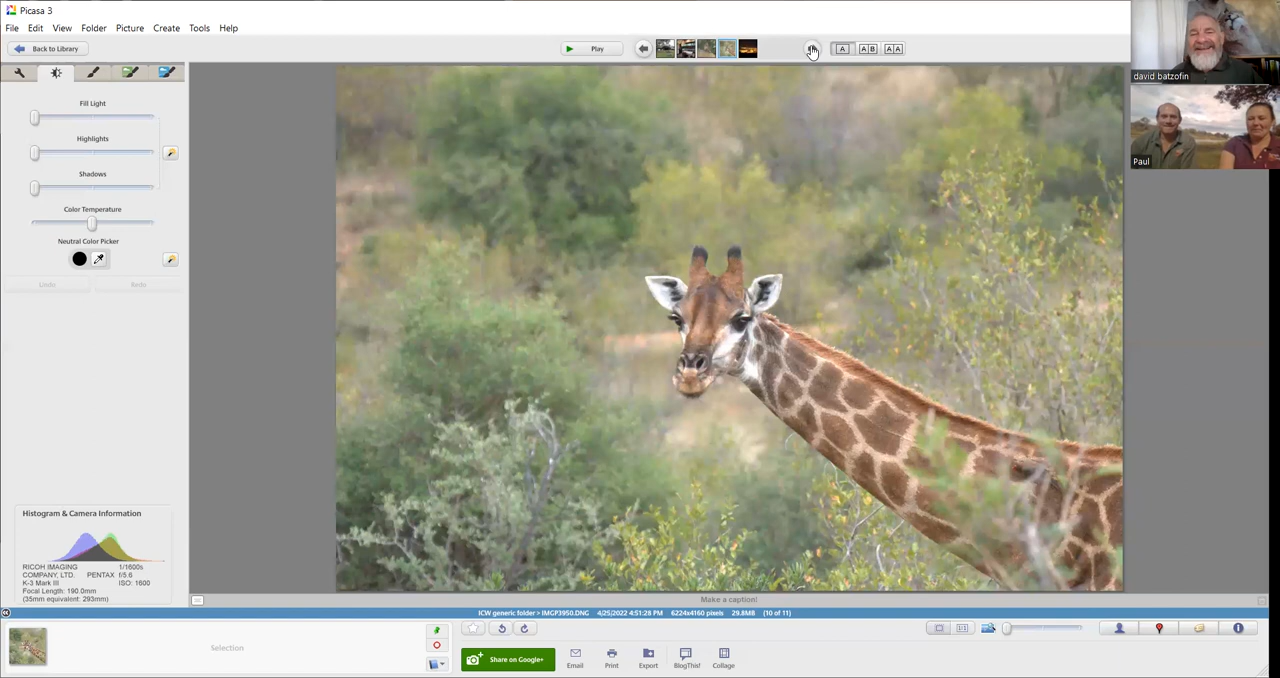 Picasa 3
File Edit View Folder Picture Create Tools Help
Back to Library
Play
A
A B
A A
david batzofin
Paul
Fill Light
Highlights
Shadows
Color Temperature
Neutral Color Picker
Undo Redo
Histogram & Camera Information
RICOH IMAGING 1/1600s
COMPANY, LTD. PENTAX f/5.6
K-3 Mark III ISO: 1600
Focal Length: 190.0mm
(35mm equivalent: 293mm)
Make a caption!
ICW generic folder > IMGP3950.DNG 4/25/2022 4:51:28 PM 6224x4160 pixels 29.8MB (10 of 11)
1:1
Selection
Share on Google+
Email
Print
Export
BlogThis!
Collage